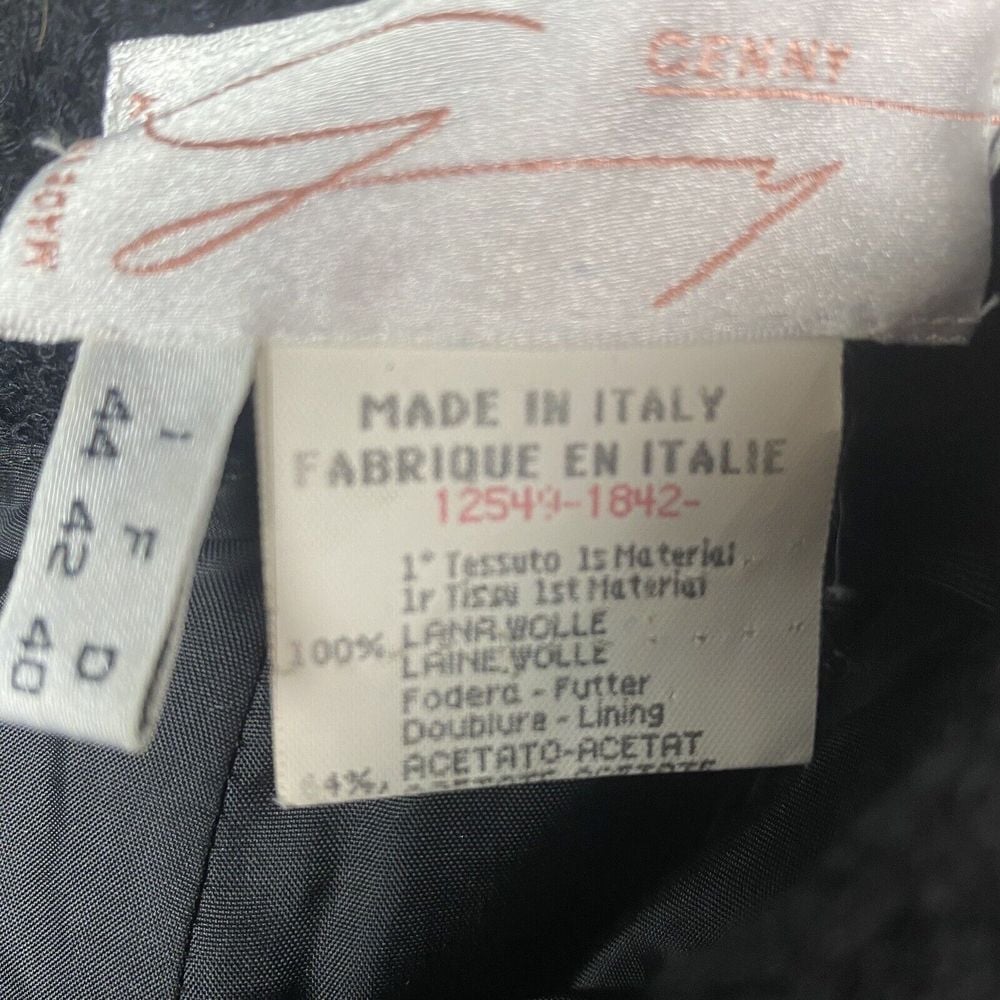 GENNY
Genny
MADE IN ITALY
FABRIQUE EN ITALIE
12549-1842-
1° Tessuto 1s Material
1r Tissu 1st Material
100% LANA.WOLLE
LAINE.WOLLE
Fodera - Futter
Doublure - Lining
ACETATO-ACETAT
I 44
F 42
D 40